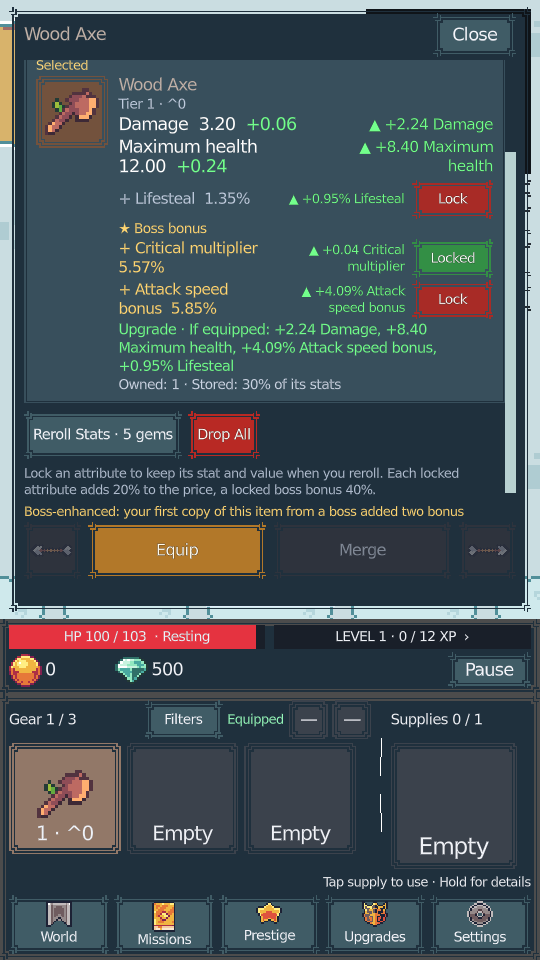 Wood Axe
Close
Selected
Wood Axe
Tier 1 · ^0
Damage 3.20 +0.06
▲ +2.24 Damage
Maximum health
12.00 +0.24
▲ +8.40 Maximum
health
+ Lifesteal 1.35%
▲ +0.95% Lifesteal
Lock
★ Boss bonus
+ Critical multiplier
5.57%
▲ +0.04 Critical
multiplier
Locked
+ Attack speed
bonus 5.85%
▲ +4.09% Attack
speed bonus
Lock
Upgrade · If equipped: +2.24 Damage, +8.40
Maximum health, +4.09% Attack speed bonus,
+0.95% Lifesteal
Owned: 1 · Stored: 30% of its stats
Reroll Stats · 5 gems
Drop All
Lock an attribute to keep its stat and value when you reroll. Each locked
attribute adds 20% to the price, a locked boss bonus 40%.
Boss-enhanced: your first copy of this item from a boss added two bonus
Equip
Merge
HP 100 / 103 · Resting
LEVEL 1 · 0 / 12 XP ›
0
500
Pause
Gear 1 / 3
Filters
Equipped
—
—
Supplies 0 / 1
1 · ^0
Empty
Empty
Empty
Tap supply to use · Hold for details
World
Missions
Prestige
Upgrades
Settings